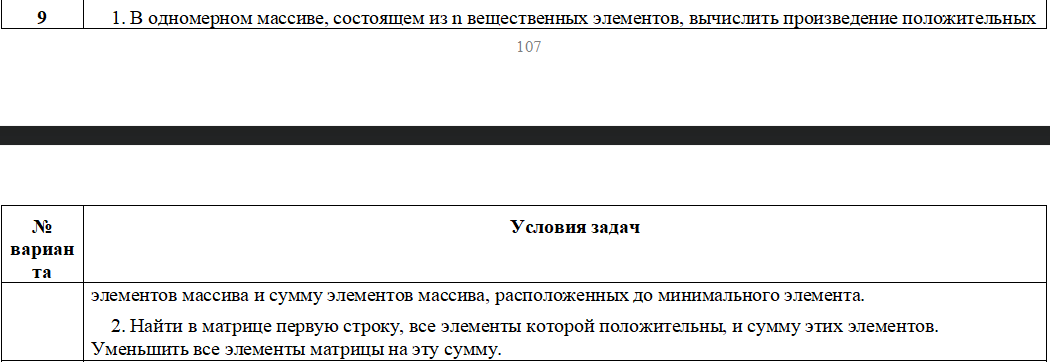 9
1. В одномерном массиве, состоящем из n вещественных элементов, вычислить произведение положительных
107
№
вариан
та
Условия задач
элементов массива и сумму элементов массива, расположенных до минимального элемента.
2. Найти в матрице первую строку, все элементы которой положительны, и сумму этих элементов.
Уменьшить все элементы матрицы на эту сумму.